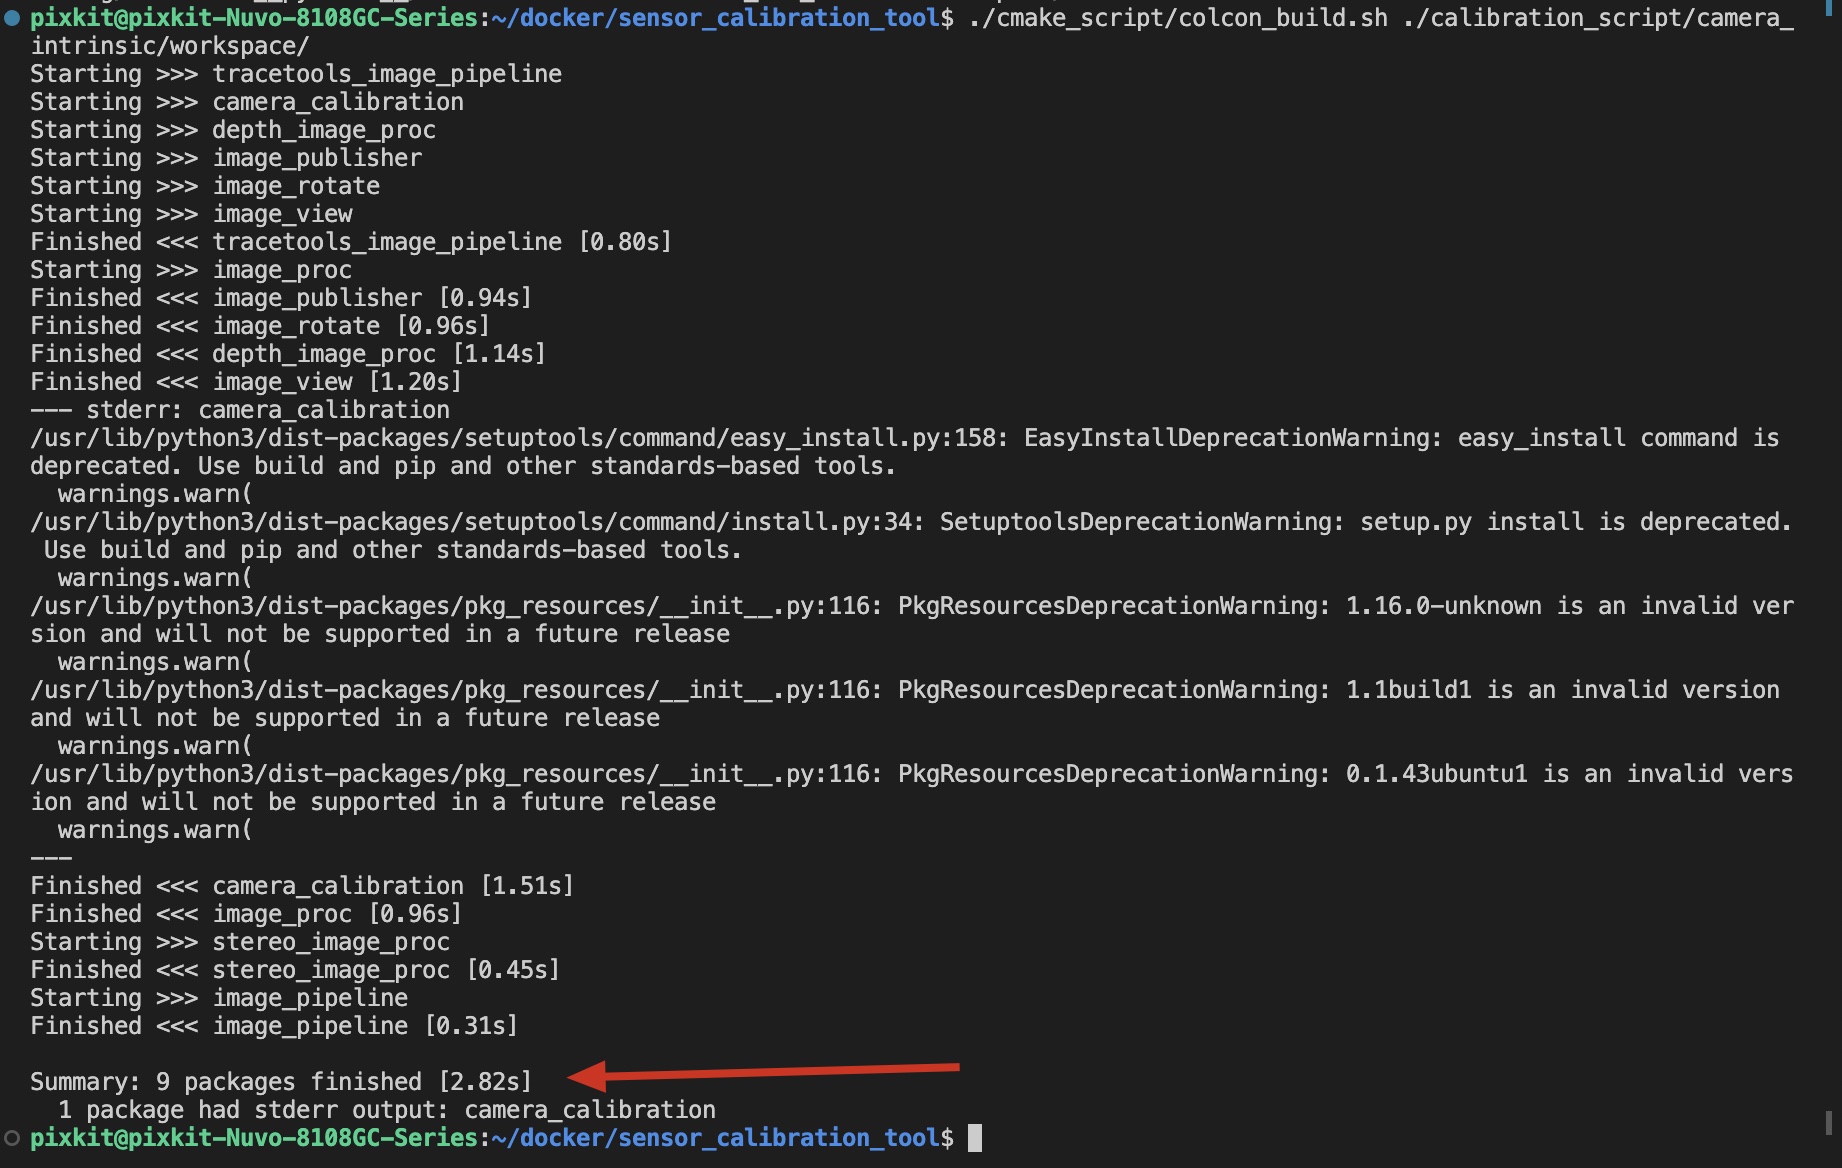 pixkit@pixkit-Nuvo-8108GC-Series:~/docker/sensor_calibration_tool$ ./cmake_script/colcon_build.sh ./calibration_script/camera_
intrinsic/workspace/
Starting >>> tracetools_image_pipeline
Starting >>> camera_calibration
Starting >>> depth_image_proc
Starting >>> image_publisher
Starting >>> image_rotate
Starting >>> image_view
Finished <<< tracetools_image_pipeline [0.80s]
Starting >>> image_proc
Finished <<< image_publisher [0.94s]
Finished <<< image_rotate [0.96s]
Finished <<< depth_image_proc [1.14s]
Finished <<< image_view [1.20s]
--- stderr: camera_calibration
/usr/lib/python3/dist-packages/setuptools/command/easy_install.py:158: EasyInstallDeprecationWarning: easy_install command is
deprecated. Use build and pip and other standards-based tools.
  warnings.warn(
/usr/lib/python3/dist-packages/setuptools/command/install.py:34: SetuptoolsDeprecationWarning: setup.py install is deprecated.
 Use build and pip and other standards-based tools.
  warnings.warn(
/usr/lib/python3/dist-packages/pkg_resources/__init__.py:116: PkgResourcesDeprecationWarning: 1.16.0-unknown is an invalid ver
sion and will not be supported in a future release
  warnings.warn(
/usr/lib/python3/dist-packages/pkg_resources/__init__.py:116: PkgResourcesDeprecationWarning: 1.1build1 is an invalid version
and will not be supported in a future release
  warnings.warn(
/usr/lib/python3/dist-packages/pkg_resources/__init__.py:116: PkgResourcesDeprecationWarning: 0.1.43ubuntu1 is an invalid vers
ion and will not be supported in a future release
  warnings.warn(
---
Finished <<< camera_calibration [1.51s]
Finished <<< image_proc [0.96s]
Starting >>> stereo_image_proc
Finished <<< stereo_image_proc [0.45s]
Starting >>> image_pipeline
Finished <<< image_pipeline [0.31s]

Summary: 9 packages finished [2.82s]
  1 package had stderr output: camera_calibration
pixkit@pixkit-Nuvo-8108GC-Series:~/docker/sensor_calibration_tool$